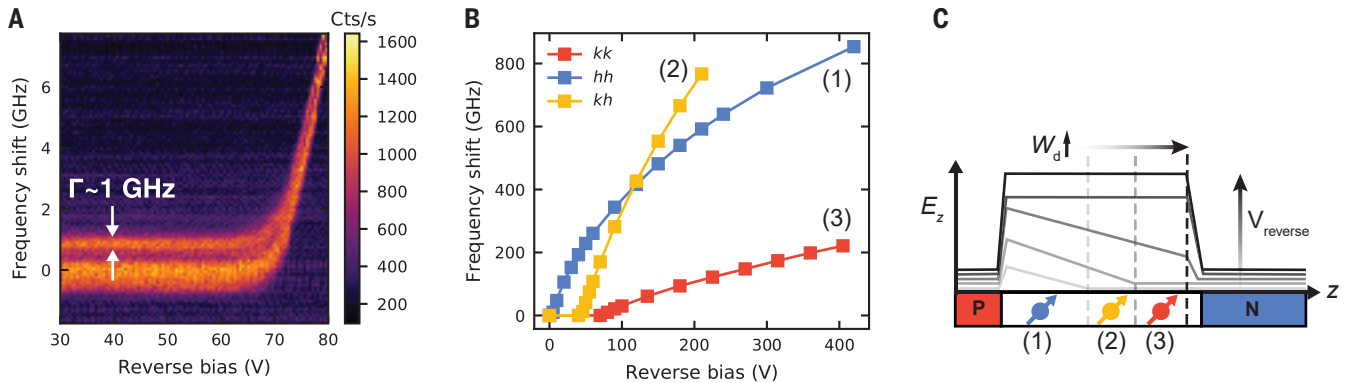 A
Cts/s
1600
1400
1200
1000
800
600
400
200
Frequency shift (GHz)
6
4
2
0
Γ~1 GHz
30 40 50 60 70 80
Reverse bias (V)
B
Frequency shift (GHz)
800
600
400
200
0
kk
hh
kh
(2)
(1)
(3)
0 100 200 300 400
Reverse bias (V)
C
W_d
E_z
V_reverse
z
P
N
(1) (2) (3)